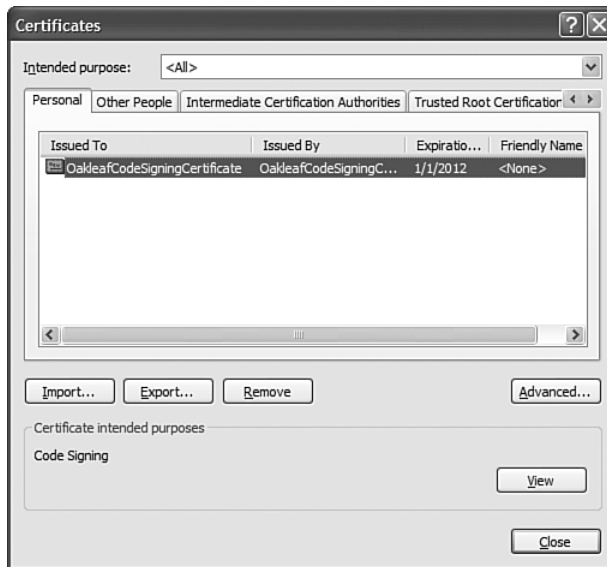 Certificates
Intended purpose: <All>
Personal Other People Intermediate Certification Authorities Trusted Root Certification
Issued To Issued By Expiratio... Friendly Name
OakleafCodeSigningCertificate OakleafCodeSigningC... 1/1/2012 <None>
Import... Export... Remove Advanced...
Certificate intended purposes
Code Signing
View
Close